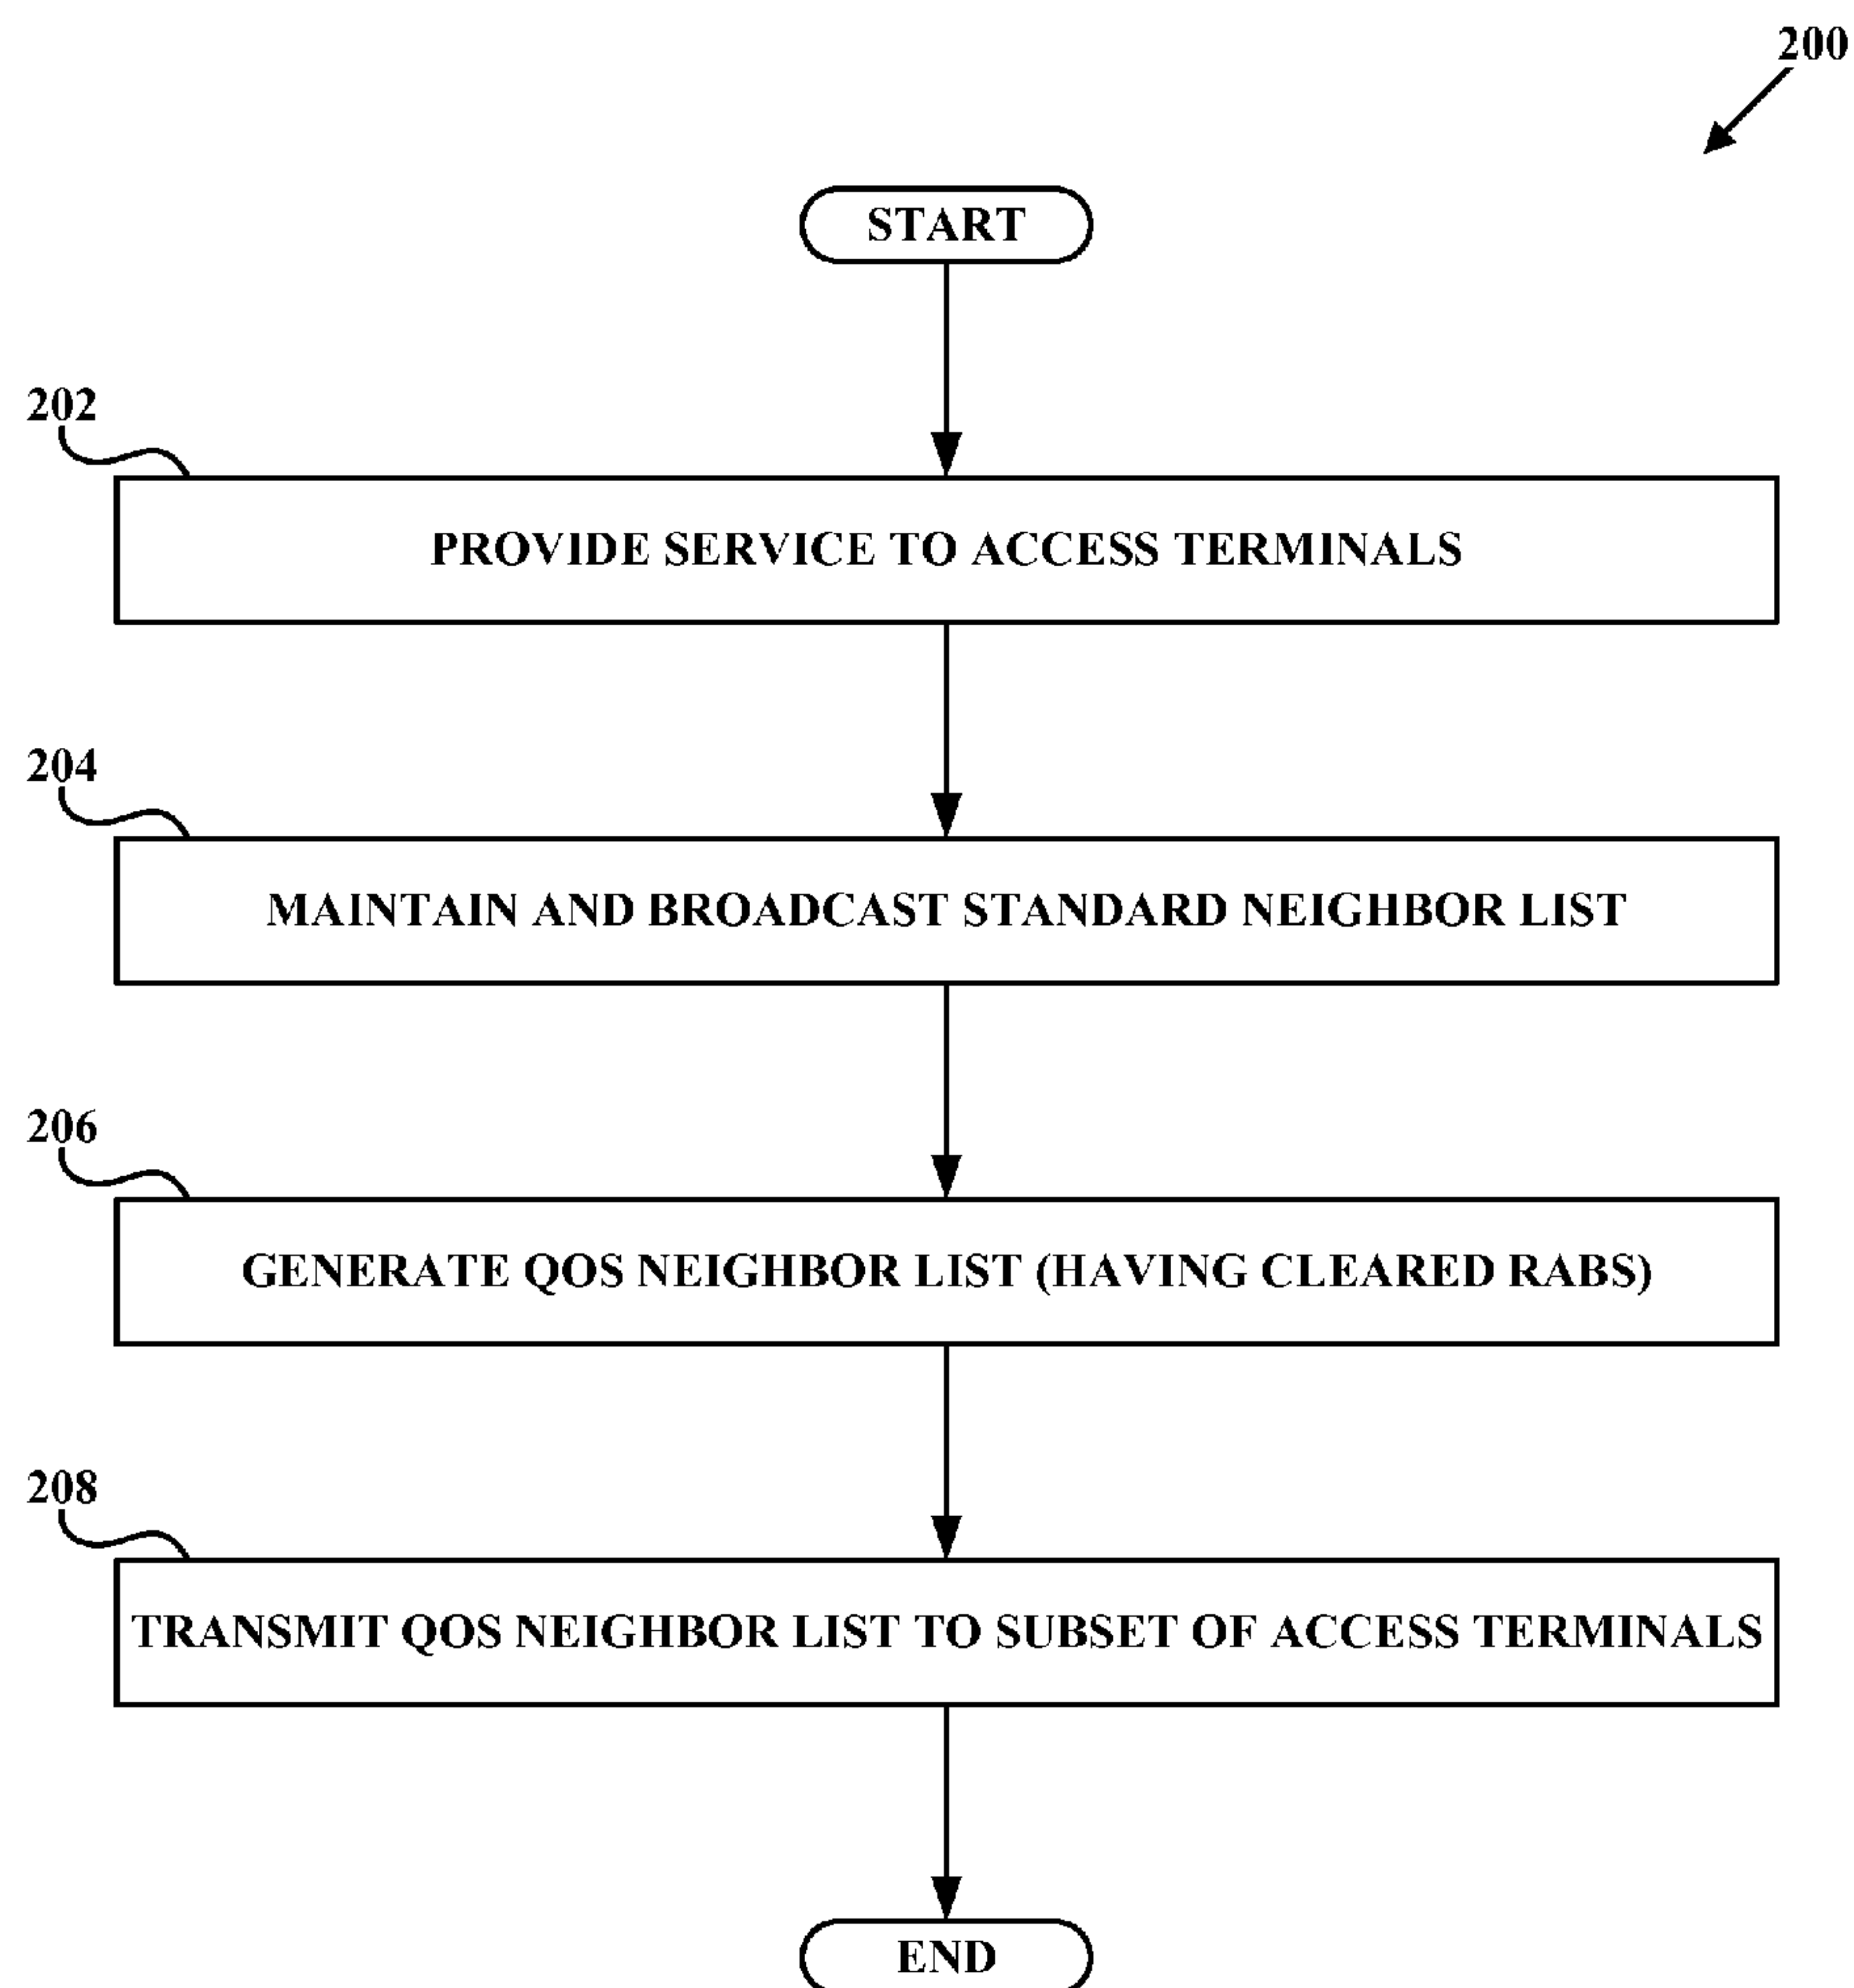 200
START
202
PROVIDE SERVICE TO ACCESS TERMINALS
204
MAINTAIN AND BROADCAST STANDARD NEIGHBOR LIST
206
GENERATE QOS NEIGHBOR LIST (HAVING CLEARED RABS)
208
TRANSMIT QOS NEIGHBOR LIST TO SUBSET OF ACCESS TERMINALS
END